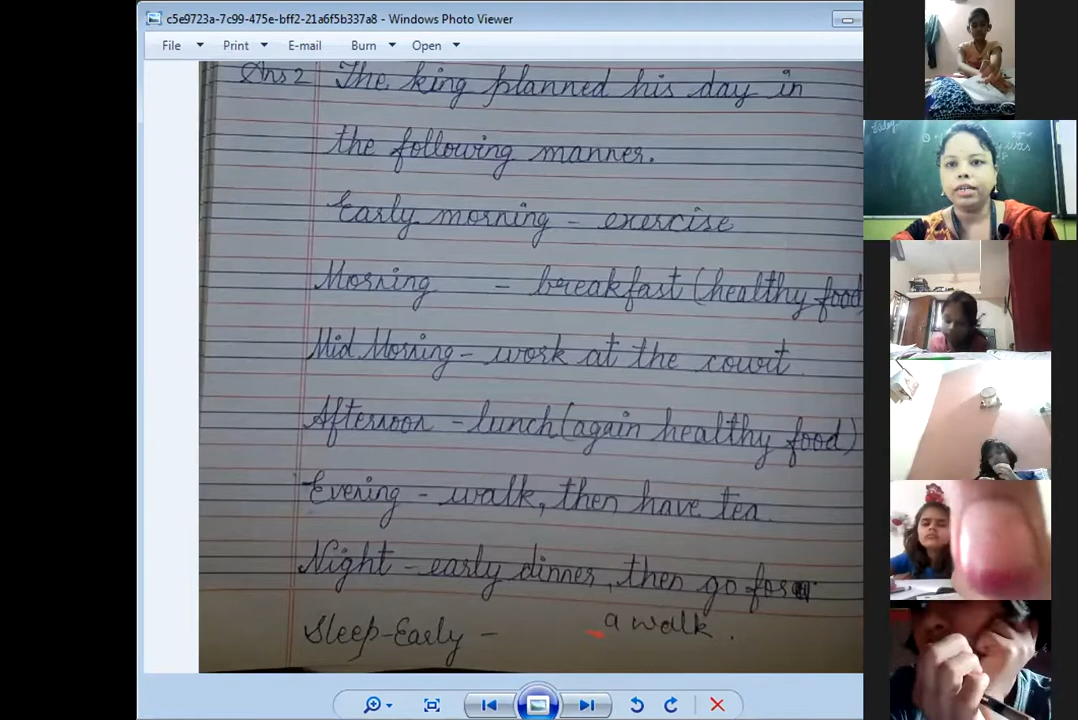 c5e9723a-7c99-475e-bff2-21a6f5b337a8 - Windows Photo Viewer
File Print E-mail Burn Open
Ans 2 The king planned his day in
the following manner.
Early morning - exercise
Morning - breakfast (healthy food
Mid Morning - work at the court
Afternoon - lunch (again healthy food)
Evening - walk, then have tea
Night - early dinner, then go for
a walk.
Sleep-Early -